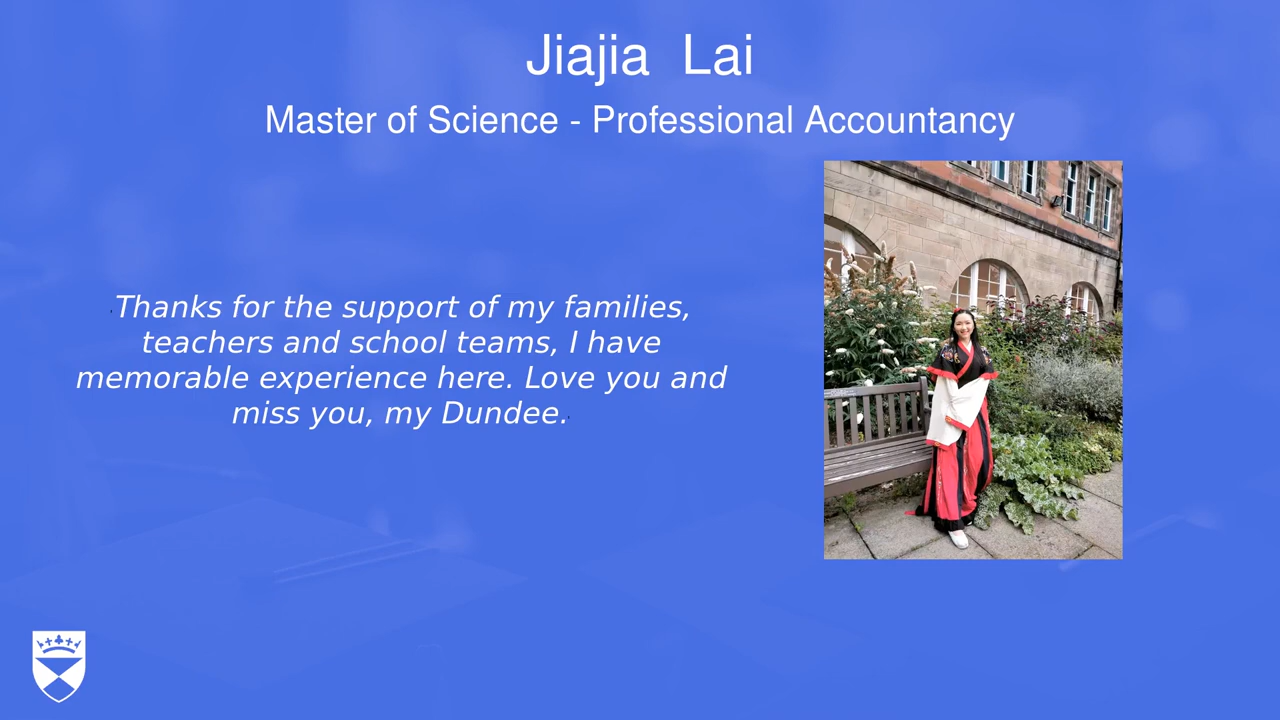 Jiajia Lai
Master of Science - Professional Accountancy
Thanks for the support of my families,
teachers and school teams, I have
memorable experience here. Love you and
miss you, my Dundee.